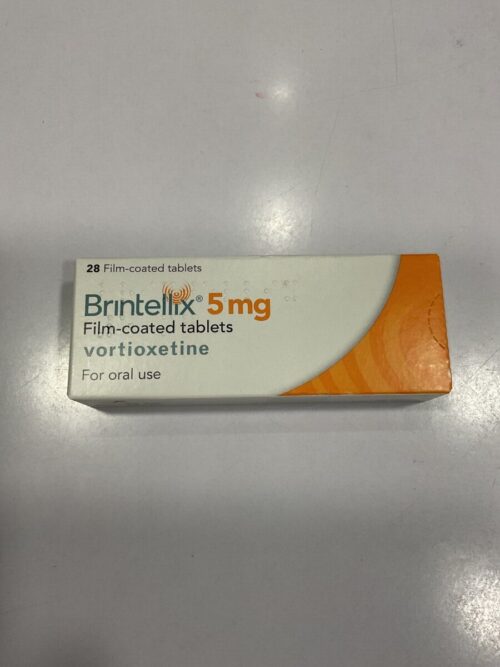 28 Film-coated tablets
Brintellix® 5 mg
Film-coated tablets
vortioxetine
For oral use